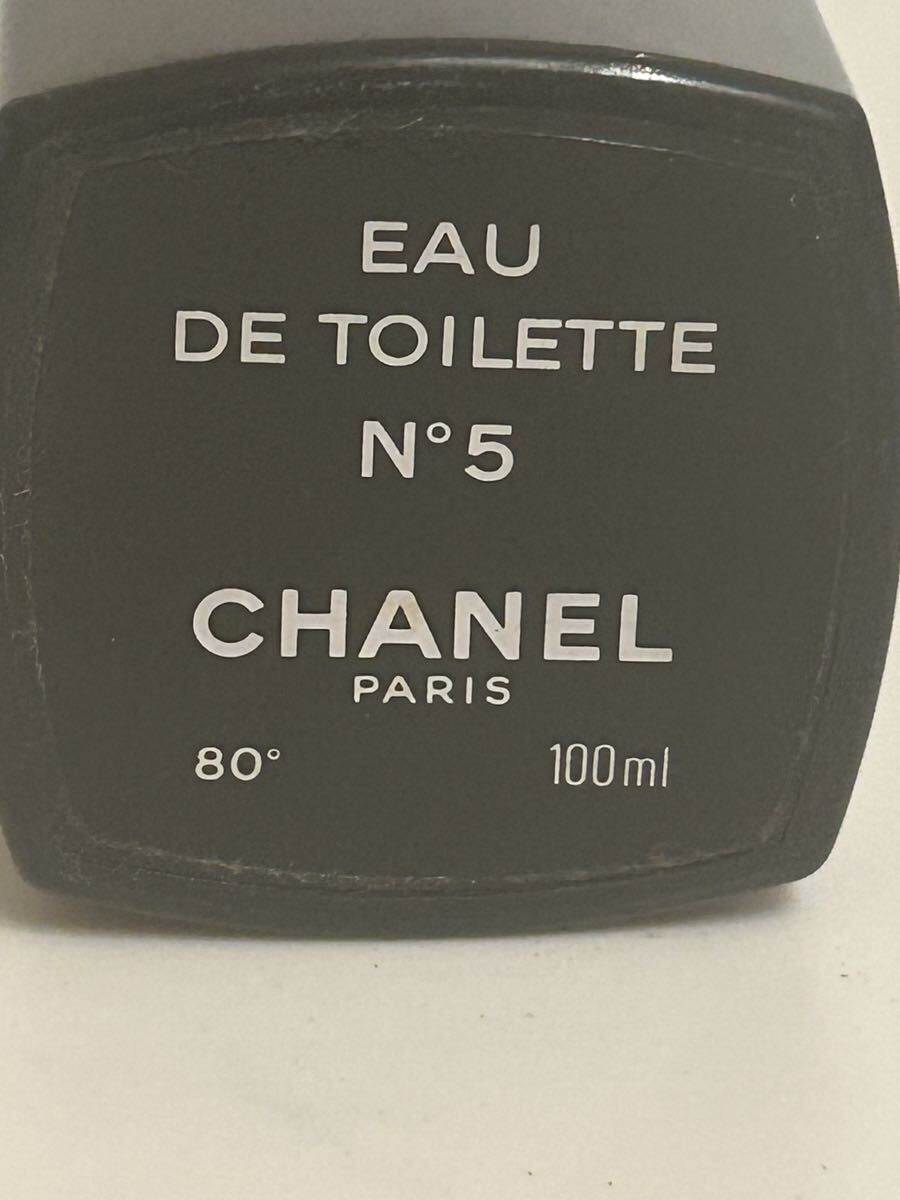 EAU
DE TOILETTE
N°5
CHANEL
PARIS
80° 100ml